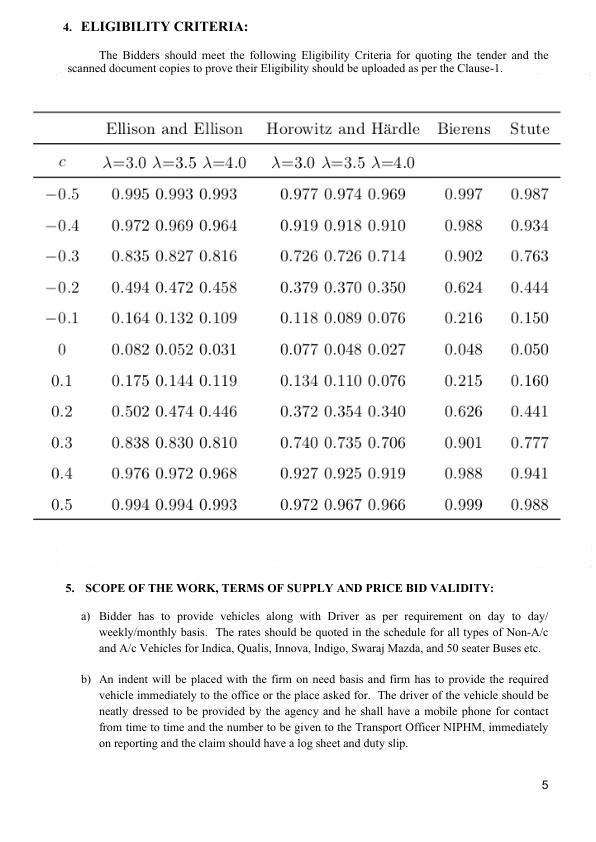 4. ELIGIBILITY CRITERIA:
The Bidders should meet the following Eligibility Criteria for quoting the tender and the
scanned document copies to prove their Eligibility should be uploaded as per the Clause-1.
Ellison and Ellison Horowitz and Härdle Bierens Stute
c λ=3.0 λ=3.5 λ=4.0 λ=3.0 λ=3.5 λ=4.0
−0.5 0.995 0.993 0.993 0.977 0.974 0.969 0.997 0.987
−0.4 0.972 0.969 0.964 0.919 0.918 0.910 0.988 0.934
−0.3 0.835 0.827 0.816 0.726 0.726 0.714 0.902 0.763
−0.2 0.494 0.472 0.458 0.379 0.370 0.350 0.624 0.444
−0.1 0.164 0.132 0.109 0.118 0.089 0.076 0.216 0.150
0 0.082 0.052 0.031 0.077 0.048 0.027 0.048 0.050
0.1 0.175 0.144 0.119 0.134 0.110 0.076 0.215 0.160
0.2 0.502 0.474 0.446 0.372 0.354 0.340 0.626 0.441
0.3 0.838 0.830 0.810 0.740 0.735 0.706 0.901 0.777
0.4 0.976 0.972 0.968 0.927 0.925 0.919 0.988 0.941
0.5 0.994 0.994 0.993 0.972 0.967 0.966 0.999 0.988
5. SCOPE OF THE WORK, TERMS OF SUPPLY AND PRICE BID VALIDITY:
a) Bidder has to provide vehicles along with Driver as per requirement on day to day/
weekly/monthly basis. The rates should be quoted in the schedule for all types of Non-A/c
and A/c Vehicles for Indica, Qualis, Innova, Indigo, Swaraj Mazda, and 50 seater Buses etc.
b) An indent will be placed with the firm on need basis and firm has to provide the required
vehicle immediately to the office or the place asked for. The driver of the vehicle should be
neatly dressed to be provided by the agency and he shall have a mobile phone for contact
from time to time and the number to be given to the Transport Officer NIPHM, immediately
on reporting and the claim should have a log sheet and duty slip.
5